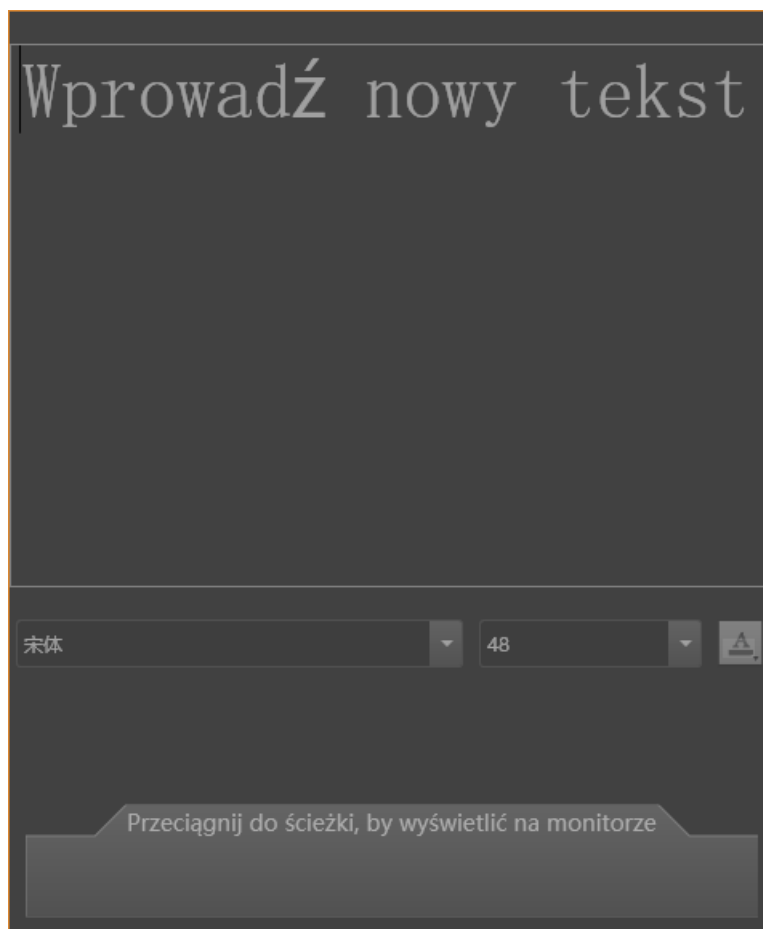 Wprowadź nowy tekst
宋体 48 A
Przeciągnij do ścieżki, by wyświetlić na monitorze